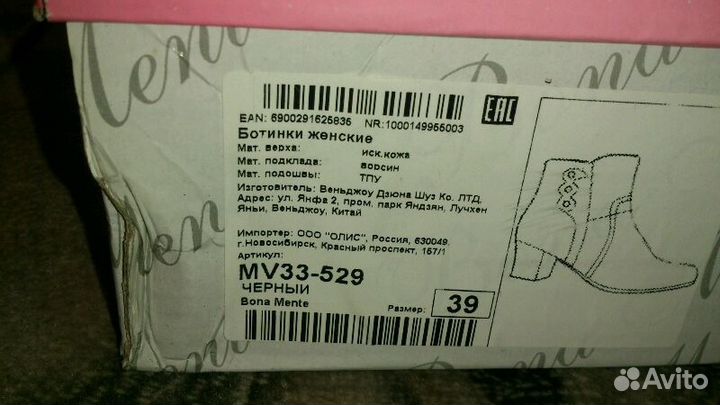 EAN: 6900291625835 NR:1000149955003
EAC
Ботинки женские
Мат. верха: иск.кожа
Мат. подклада: ворсин
Мат. подошвы: ТПУ
Изготовитель: Веньджоу Дзюна Шуз Ко. ЛТД.
Адрес: ул. Янфа 2, пром. парк Яндзян, Лучхен
Яньи, Веньджоу, Китай
Импортер: ООО "ОЛИС", Россия, 630049.
г.Новосибирск, Красный проспект, 157/1
Артикул:
MV33-529
ЧЕРНЫЙ
Bona Mente
Размер: 39
Avito